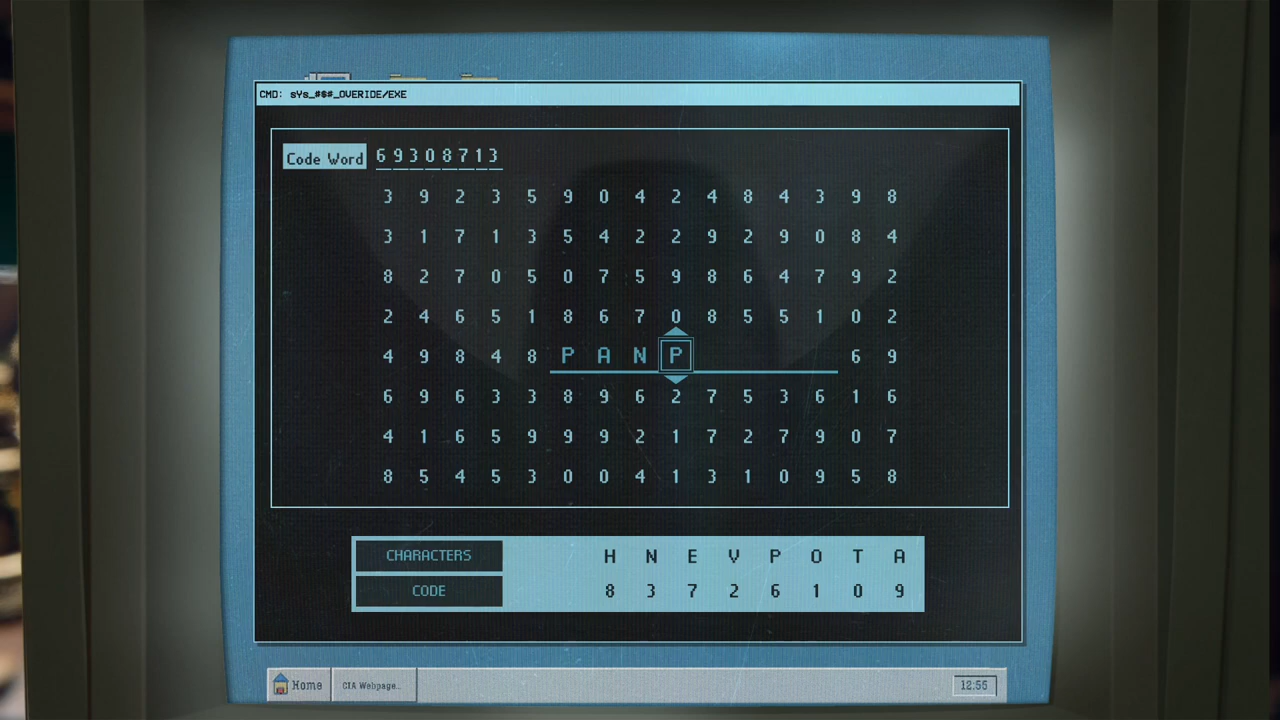 CMD: sYs_#$#_OVERIDE/EXE
Code Word 6 9 3 0 8 7 1 3
3 9 2 3 5 9 0 4 2 4 8 4 3 9 8
3 1 7 1 3 5 4 2 2 9 2 9 0 8 4
8 2 7 0 5 0 7 5 9 8 6 4 7 9 2
2 4 6 5 1 8 6 7 0 8 5 5 1 0 2
4 9 8 4 8 P A N P 6 9
6 9 6 3 3 8 9 6 2 7 5 3 6 1 6
4 1 6 5 9 9 9 2 1 7 2 7 9 0 7
8 5 4 5 3 0 0 4 1 3 1 0 9 5 8
CHARACTERS H N E V P O T A
CODE 8 3 7 2 6 1 0 9
Home CIA Webpage... 12:55